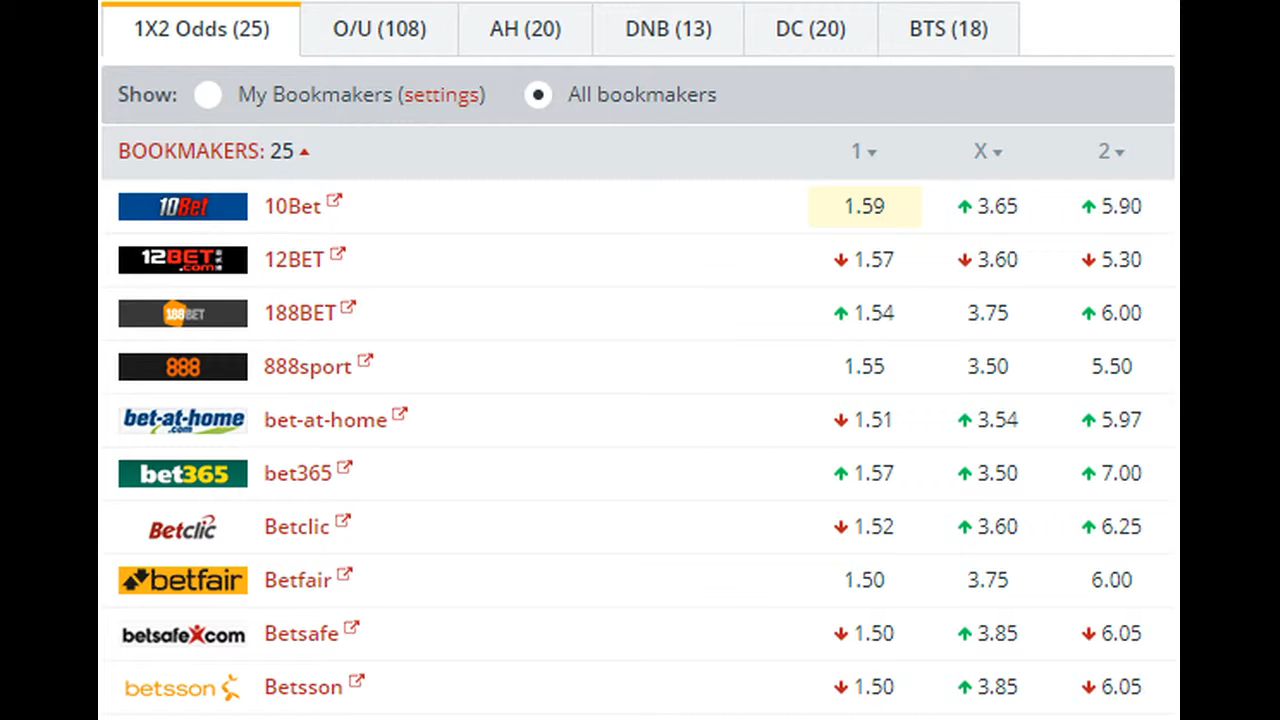 1X2 Odds (25) O/U (108) AH (20) DNB (13) DC (20) BTS (18)
Show: My Bookmakers (settings) All bookmakers
BOOKMAKERS: 25 1 X 2
10Bet 10Bet 1.59 3.65 5.90
12BET .com 12BET 1.57 3.60 5.30
188BET 188BET 1.54 3.75 6.00
888 888sport 1.55 3.50 5.50
bet-at-home .com bet-at-home 1.51 3.54 5.97
bet365 bet365 1.57 3.50 7.00
Betclic Betclic 1.52 3.60 6.25
betfair Betfair 1.50 3.75 6.00
betsafe.com Betsafe 1.50 3.85 6.05
betsson Betsson 1.50 3.85 6.05